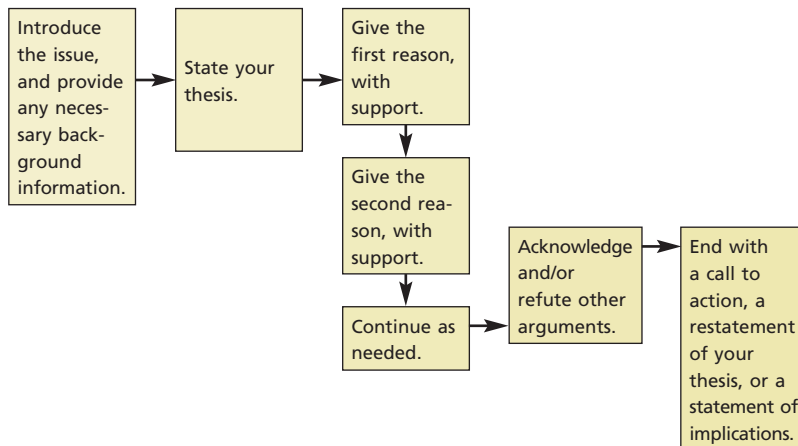 Introduce
the issue,
and provide
any neces-
sary back-
ground
information.
State your
thesis.
Give the
first reason,
with
support.
Give the
second rea-
son, with
support.
Continue as
needed.
Acknowledge
and/or
refute other
arguments.
End with
a call to
action, a
restatement
of your
thesis, or a
statement of
implications.